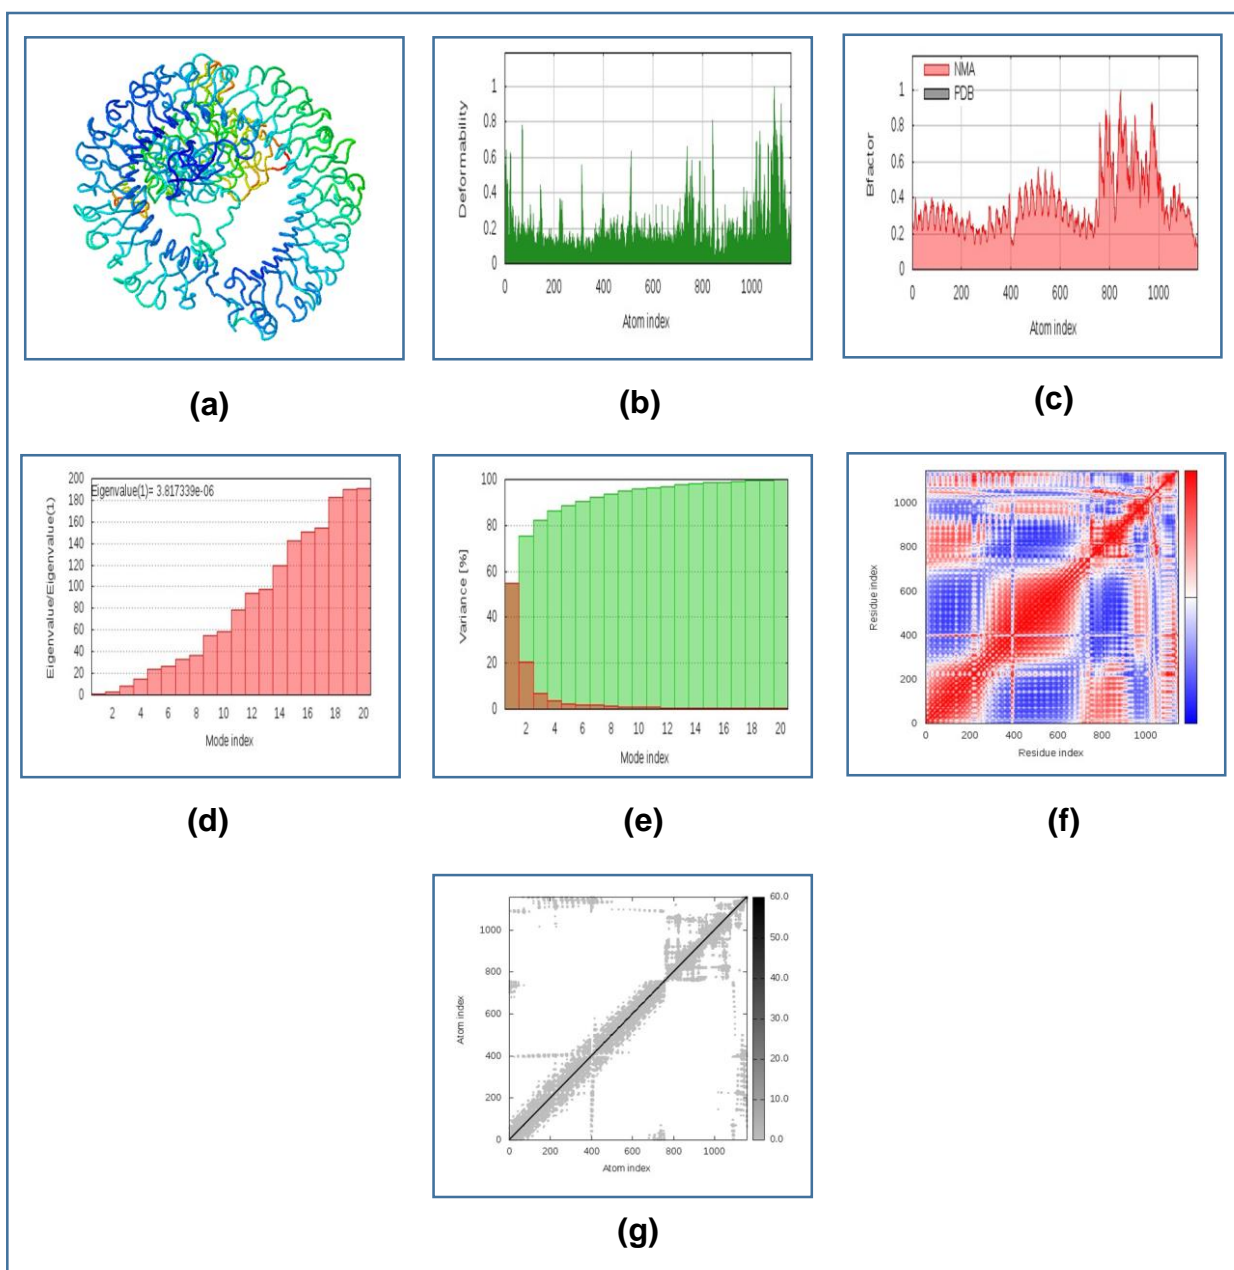 (a)
Deformability
1
0.8
0.6
0.4
0.2
0
0 200 400 600 800 1000
Atom index
(b)
Bfactor
NMA
PDB
1
0.8
0.6
0.4
0.2
0
0 200 400 600 800 1000
Atom index
(c)
Eigenvalue/Eigenvalue(1)
Eigenvalue(1)= 3.817339e-06
200
180
160
140
120
100
80
60
40
20
0
2 4 6 8 10 12 14 16 18 20
Mode index
(d)
Variance [%]
100
80
60
40
20
0
2 4 6 8 10 12 14 16 18 20
Mode index
(e)
Residue index
1000
800
600
400
200
0
0 200 400 600 800 1000
Residue index
(f)
Atom index
1000
800
600
400
200
0
0 200 400 600 800 1000
Atom index
60.0
50.0
40.0
30.0
20.0
10.0
0.0
(g)